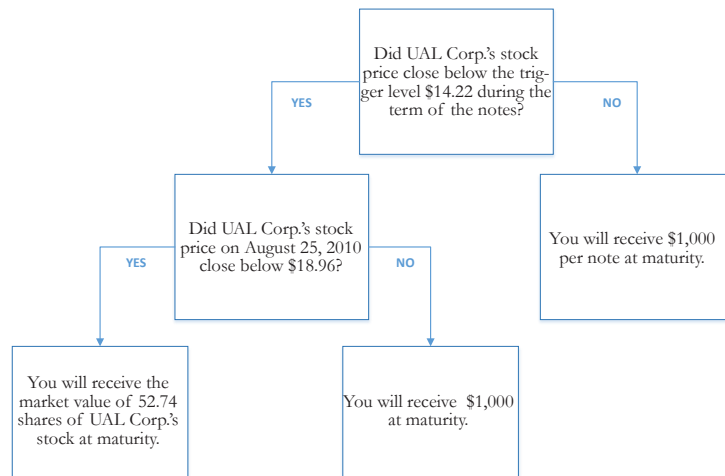 Did UAL Corp.'s stock
price close below the trig-
ger level $14.22 during the
term of the notes?
YES
NO
Did UAL Corp.'s stock
price on August 25, 2010
close below $18.96?
You will receive $1,000
per note at maturity.
YES
NO
You will receive the
market value of 52.74
shares of UAL Corp.'s
stock at maturity.
You will receive $1,000
at maturity.